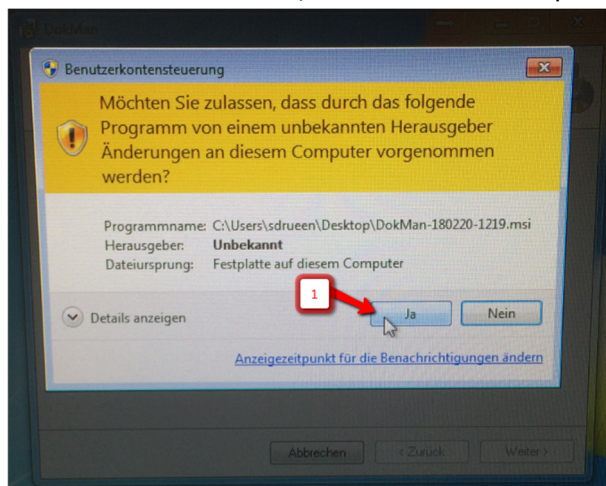 DokMan
Benutzerkontensteuerung
Möchten Sie zulassen, dass durch das folgende
Programm von einem unbekannten Herausgeber
Änderungen an diesem Computer vorgenommen
werden?
Programmname: C:\Users\sdrueen\Desktop\DokMan-180220-1219.msi
Herausgeber: Unbekannt
Dateiursprung: Festplatte auf diesem Computer
1
Details anzeigen
Ja
Nein
Anzeigezeitpunkt für die Benachrichtigungen ändern
Abbrechen
< Zurück
Weiter >